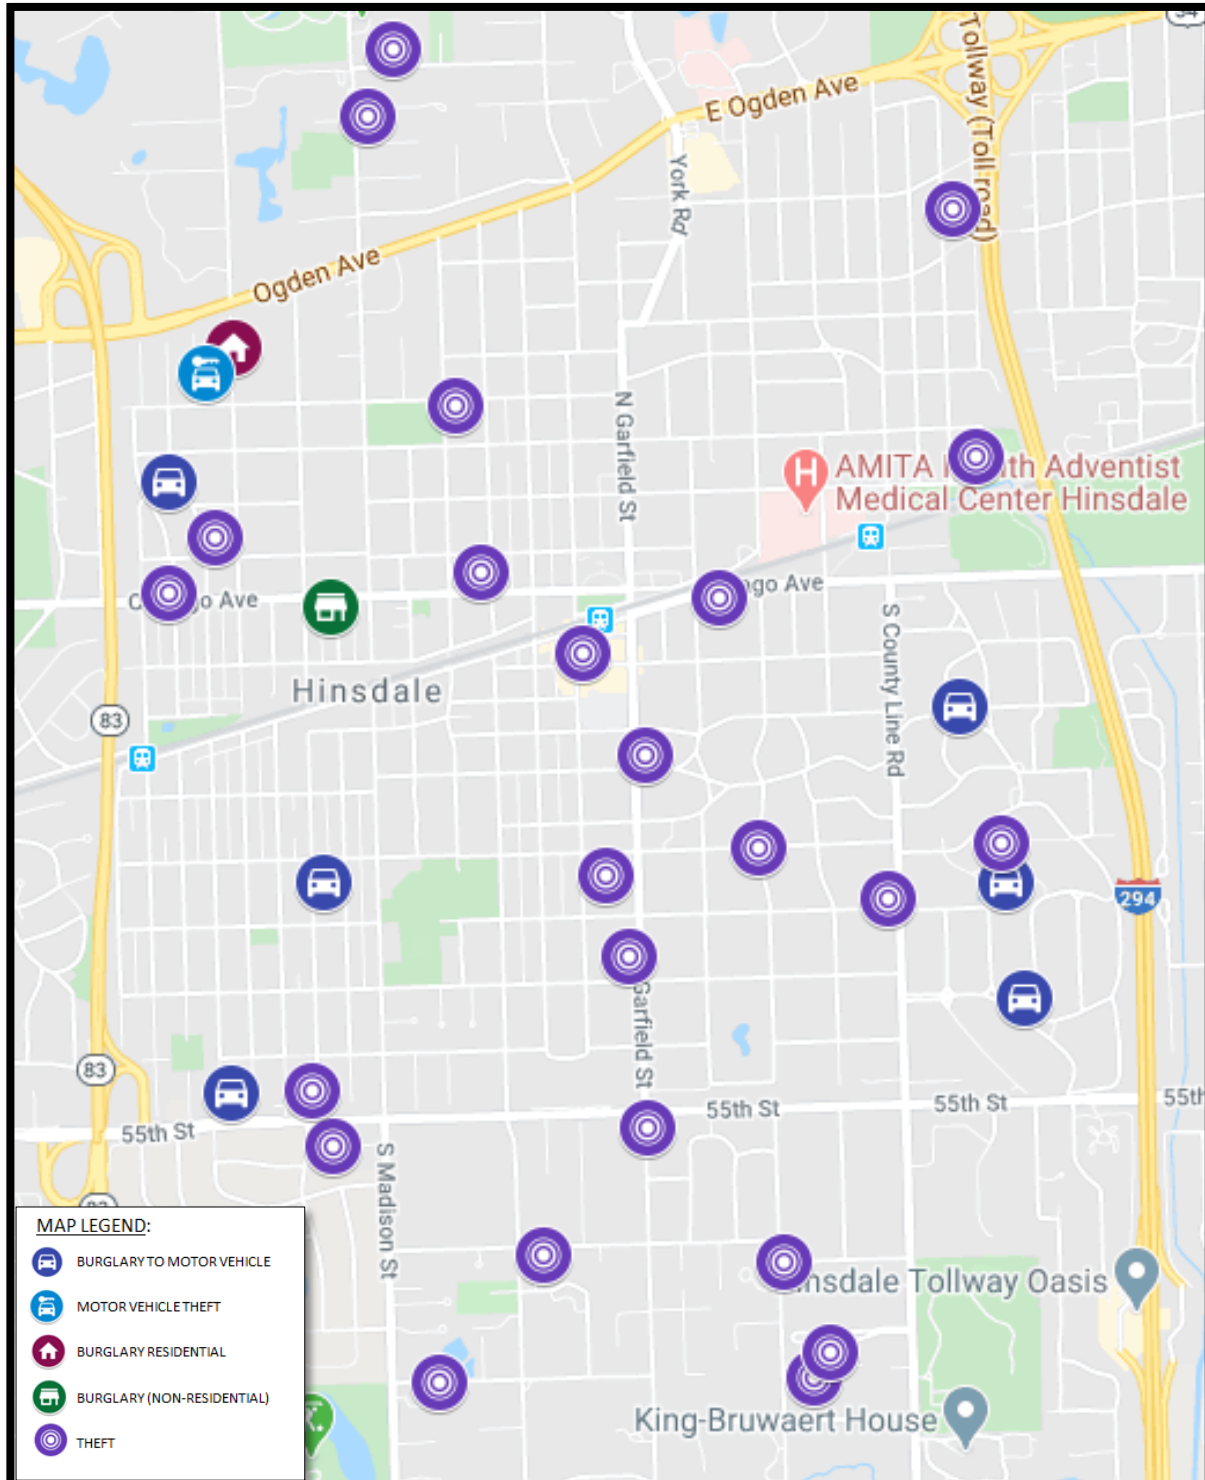 34
Tollway (Toll road)
E Ogden Ave
York Rd
Ogden Ave
N Garfield St
H
AMITA
th Adventist
Medical Center Hinsdale
Ave
Ave
S County Line Rd
Hinsdale
83
294
Garfield St
83
55th St
55th St
55th
55th St
S Madison St
MAP LEGEND:
BURGLARY TO MOTOR VEHICLE
MOTOR VEHICLE THEFT
BURGLARY RESIDENTIAL
BURGLARY (NON-RESIDENTIAL)
THEFT
nsdale Tollway Oasis
King-Bruwaert House